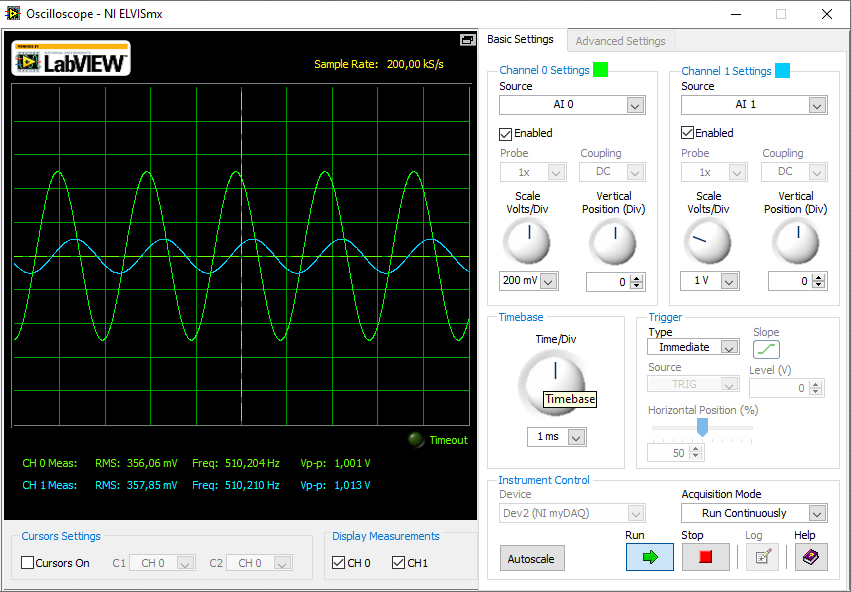 Oscilloscope - NI ELVISmx
POWERED BY
NATIONAL INSTRUMENTS
LabVIEW
Sample Rate: 200,00 kS/s
Timeout
CH 0 Meas: RMS: 356,06 mV Freq: 510,204 Hz Vp-p: 1,001 V
CH 1 Meas: RMS: 357,85 mV Freq: 510,210 Hz Vp-p: 1,013 V
Cursors Settings
Cursors On C1 CH 0 C2 CH 0
Display Measurements
CH 0 CH1
Basic Settings Advanced Settings
Channel 0 Settings
Source
AI 0
Enabled
Probe Coupling
1x DC
Scale Vertical
Volts/Div Position (Div)
200 mV 0
Channel 1 Settings
Source
AI 1
Enabled
Probe Coupling
1x DC
Scale Vertical
Volts/Div Position (Div)
1 V 0
Timebase
Time/Div
Timebase
1 ms
Trigger
Type Slope
Immediate
Source Level (V)
TRIG 0
Horizontal Position (%)
50
Instrument Control
Device Acquisition Mode
Dev2 (NI myDAQ) Run Continuously
Run Stop Log Help
Autoscale